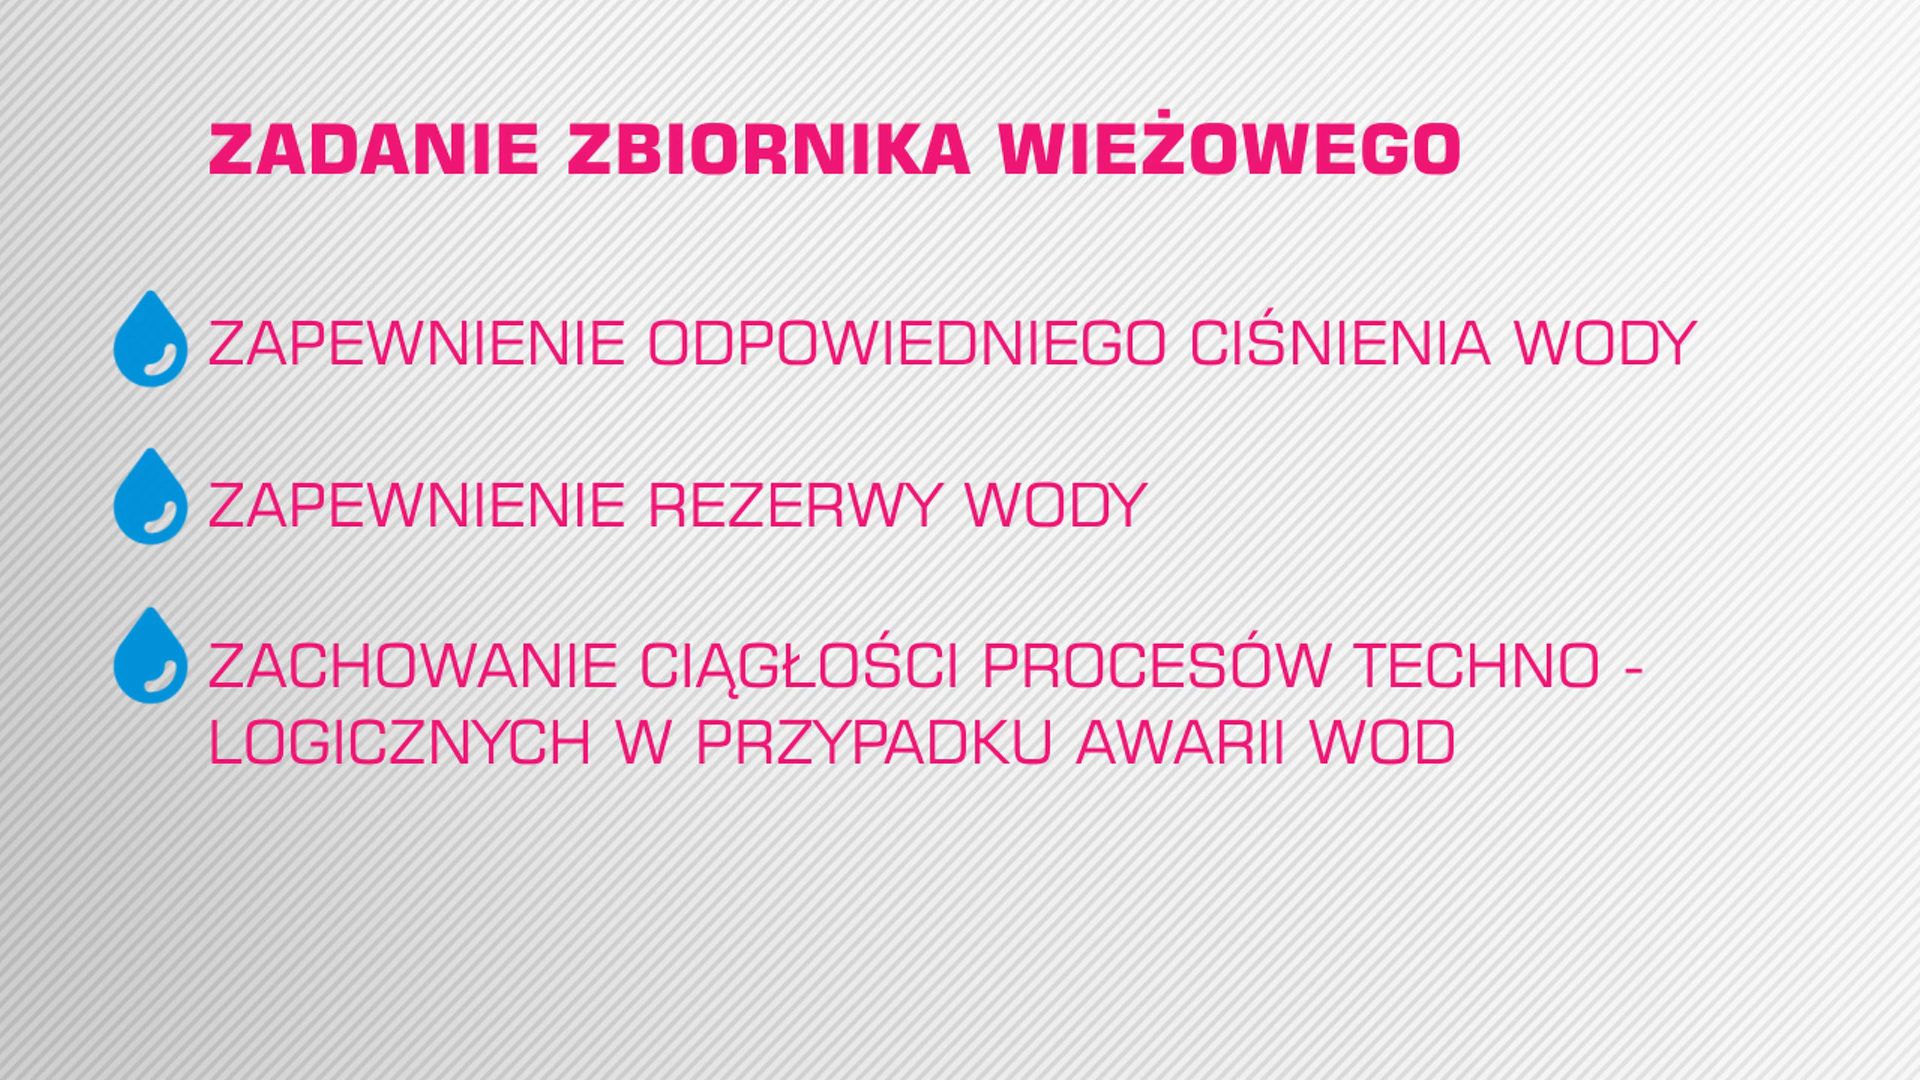 ZADANIE ZBIORNIKA WIEŻOWEGO
ZAPEWNIENIE ODPOWIEDNIEGO CIŚNIENIA WODY
ZAPEWNIENIE REZERWY WODY
ZACHOWANIE CIĄGŁOŚCI PROCESÓW TECHNO -
LOGICZNYCH W PRZYPADKU AWARII WOD